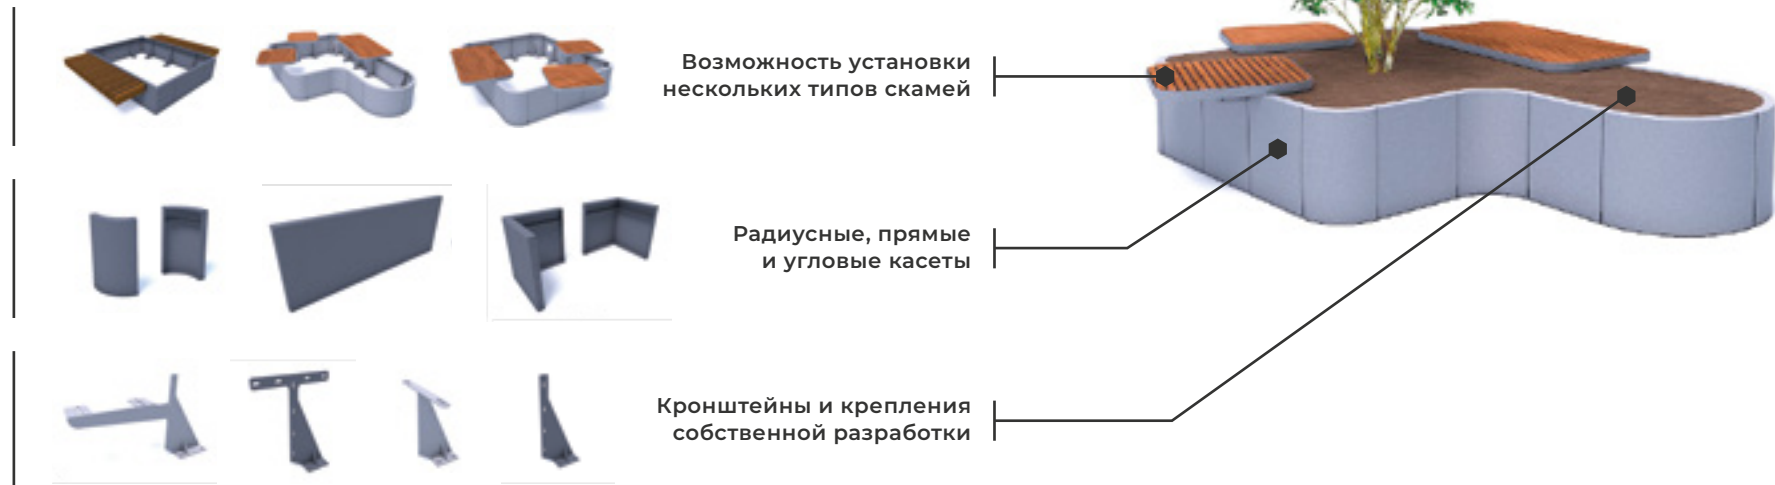 Возможность установки
нескольких типов скамей
Радиусные, прямые
и угловые касеты
Кронштейны и крепления
собственной разработки